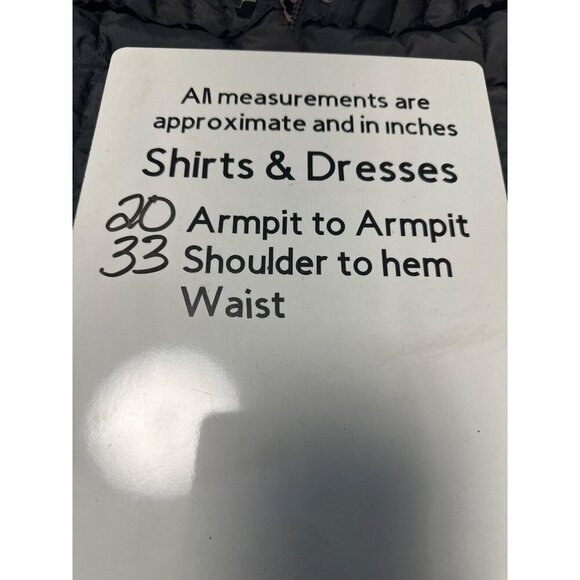 All measurements are
approximate and in inches
Shirts & Dresses
20 Armpit to Armpit
33 Shoulder to hem
Waist